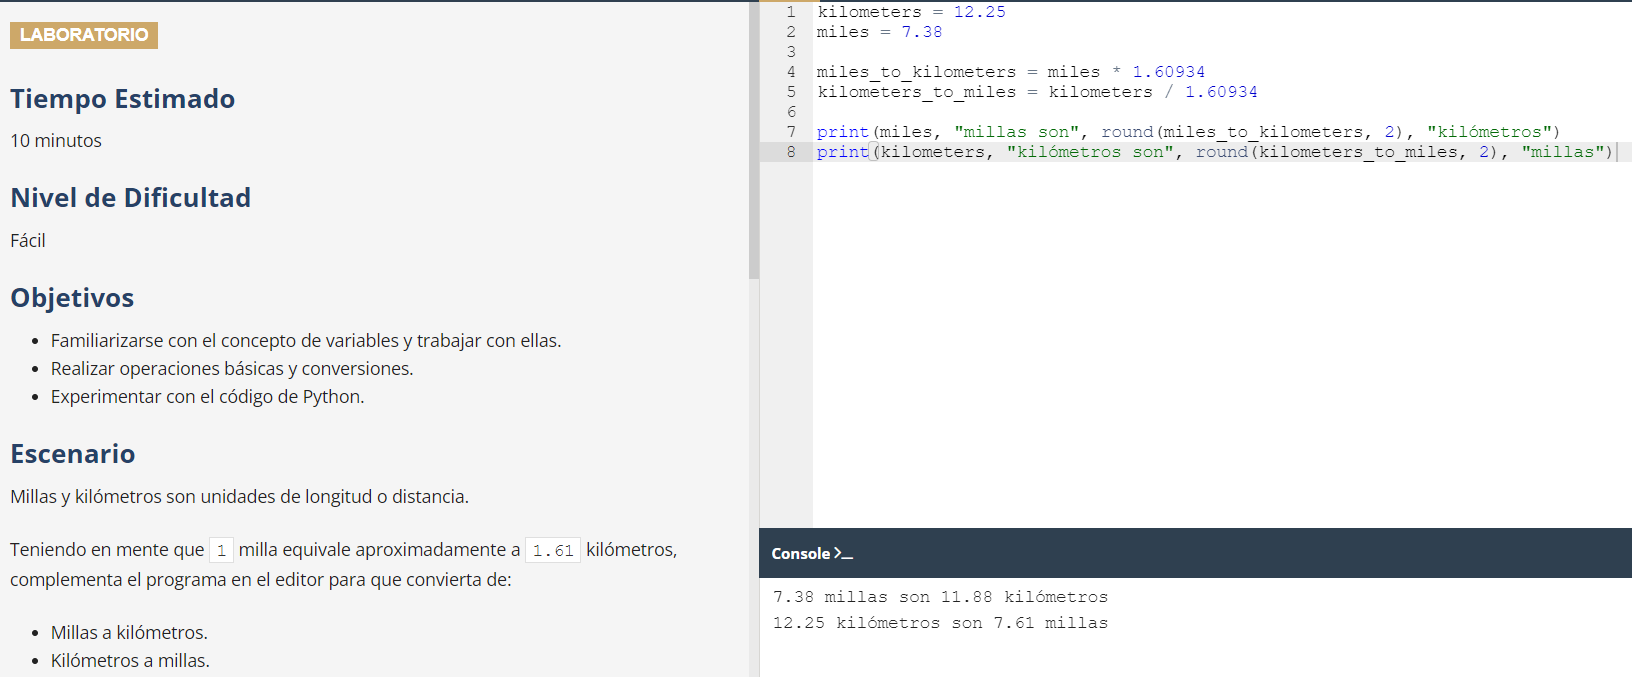 LABORATORIO
Tiempo Estimado
10 minutos
Nivel de Dificultad
Fácil
Objetivos
• Familiarizarse con el concepto de variables y trabajar con ellas.
• Realizar operaciones básicas y conversiones.
• Experimentar con el código de Python.
Escenario
Millas y kilómetros son unidades de longitud o distancia.
Teniendo en mente que 1 milla equivale aproximadamente a 1.61 kilómetros,
complementa el programa en el editor para que convierta de:
• Millas a kilómetros.
• Kilómetros a millas.
1 kilometers = 12.25
2 miles = 7.38
3
4 miles_to_kilometers = miles * 1.60934
5 kilometers_to_miles = kilometers / 1.60934
6
7 print(miles, "millas son", round(miles_to_kilometers, 2), "kilómetros")
8 print(kilometers, "kilómetros son", round(kilometers_to_miles, 2), "millas")
Console >_
7.38 millas son 11.88 kilómetros
12.25 kilómetros son 7.61 millas